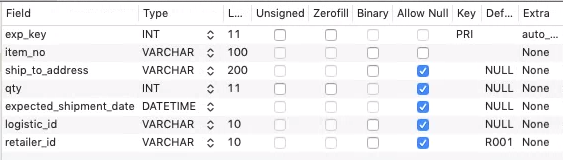 Field Type L... Unsigned Zerofill Binary Allow Null Key Def... Extra
exp_key INT 11 PRI auto_...
item_no VARCHAR 100 None
ship_to_address VARCHAR 200 NULL None
qty INT 11 NULL None
expected_shipment_date DATETIME NULL None
logistic_id VARCHAR 10 NULL None
retailer_id VARCHAR 10 R001 None